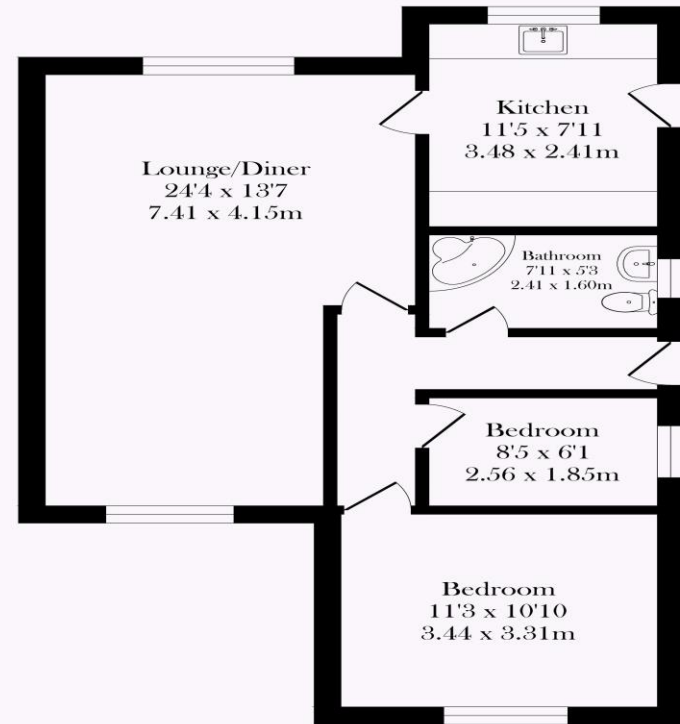 Kitchen
11'5 x 7'11
3.48 x 2.41m
Lounge/Diner
24'4 x 13'7
7.41 x 4.15m
Bathroom
7'11 x 5'3
2.41 x 1.60m
Bedroom
8'5 x 6'1
2.56 x 1.85m
Bedroom
11'3 x 10'10
3.44 x 3.31m